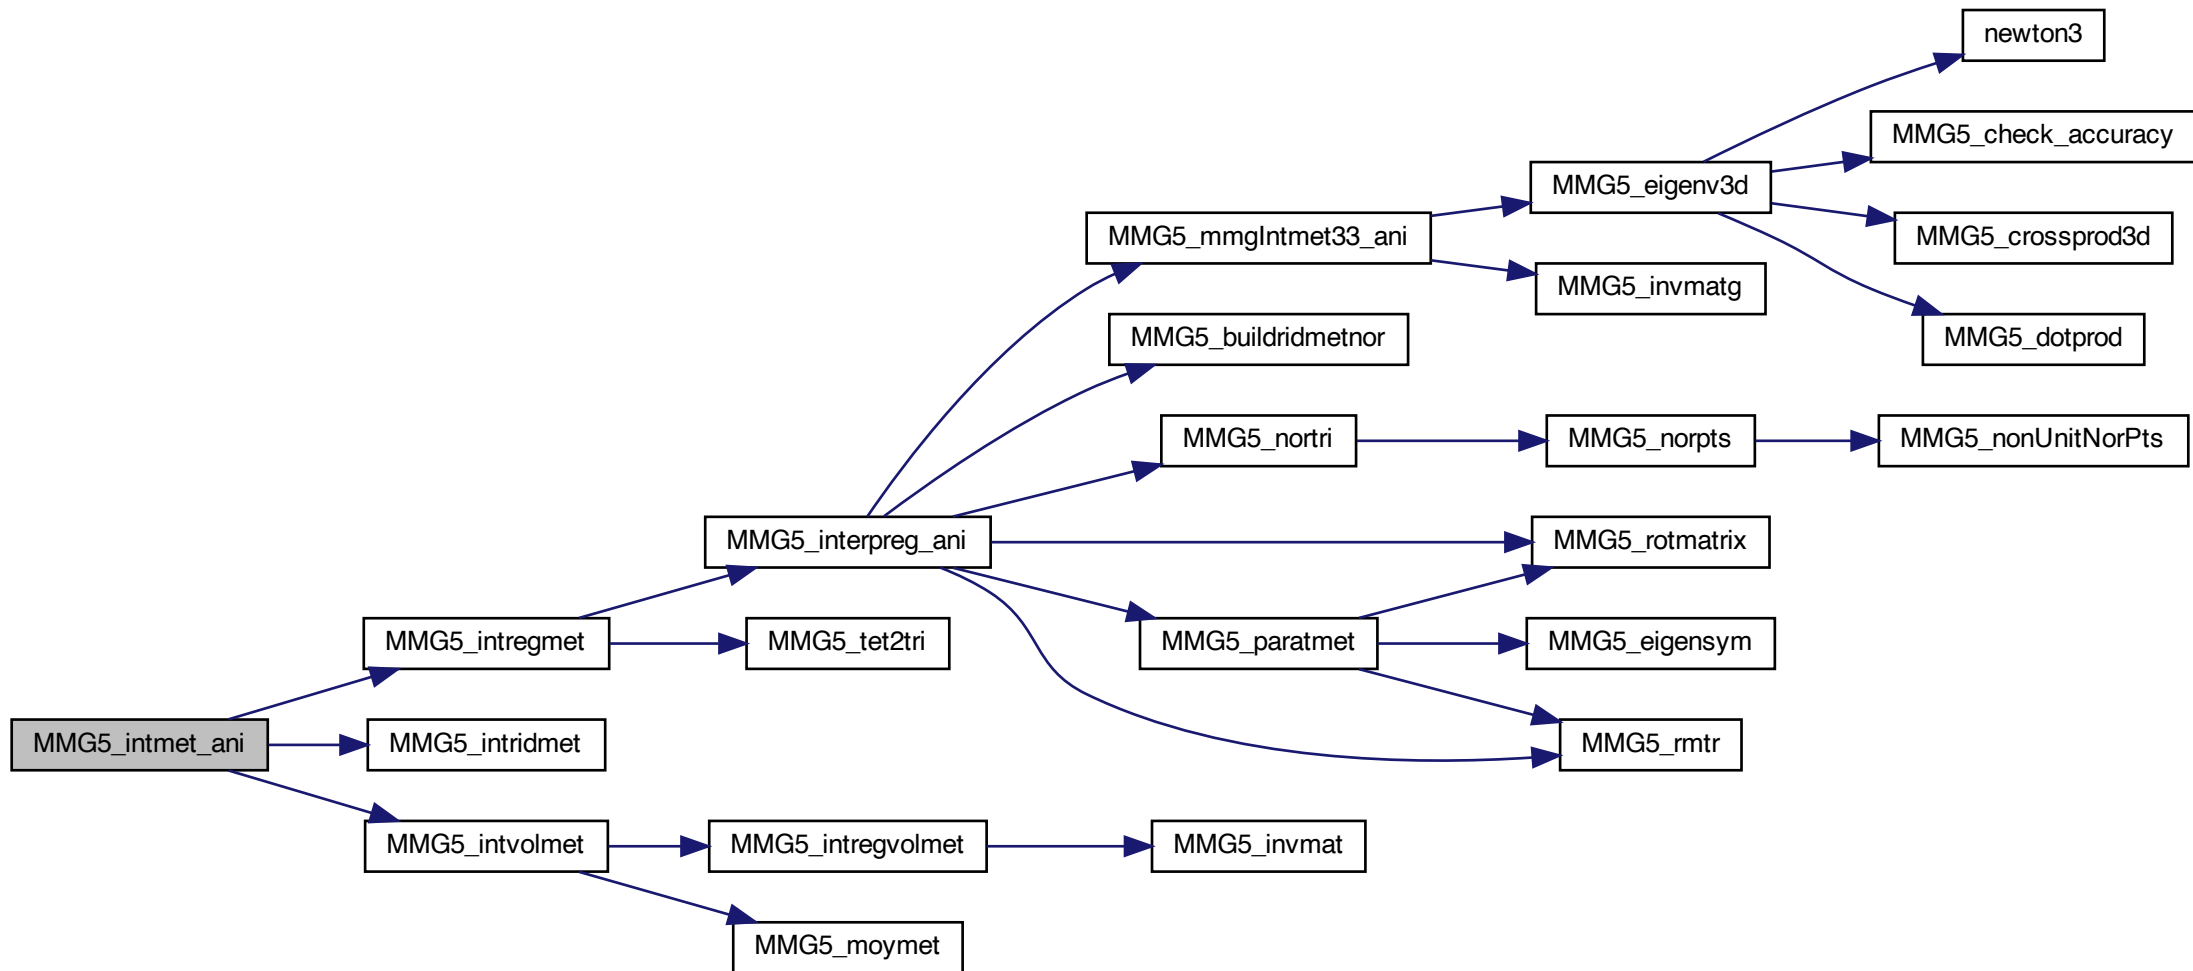 newton3
MMG5_check_accuracy
MMG5_eigenv3d
MMG5_mmgIntmet33_ani
MMG5_crossprod3d
MMG5_invmatg
MMG5_buildridmetnor
MMG5_dotprod
MMG5_nortri
MMG5_norpts
MMG5_nonUnitNorPts
MMG5_interpreg_ani
MMG5_rotmatrix
MMG5_intregmet
MMG5_tet2tri
MMG5_paratmet
MMG5_eigensym
MMG5_intmet_ani
MMG5_intridmet
MMG5_rmtr
MMG5_intvolmet
MMG5_intregvolmet
MMG5_invmat
MMG5_moymet